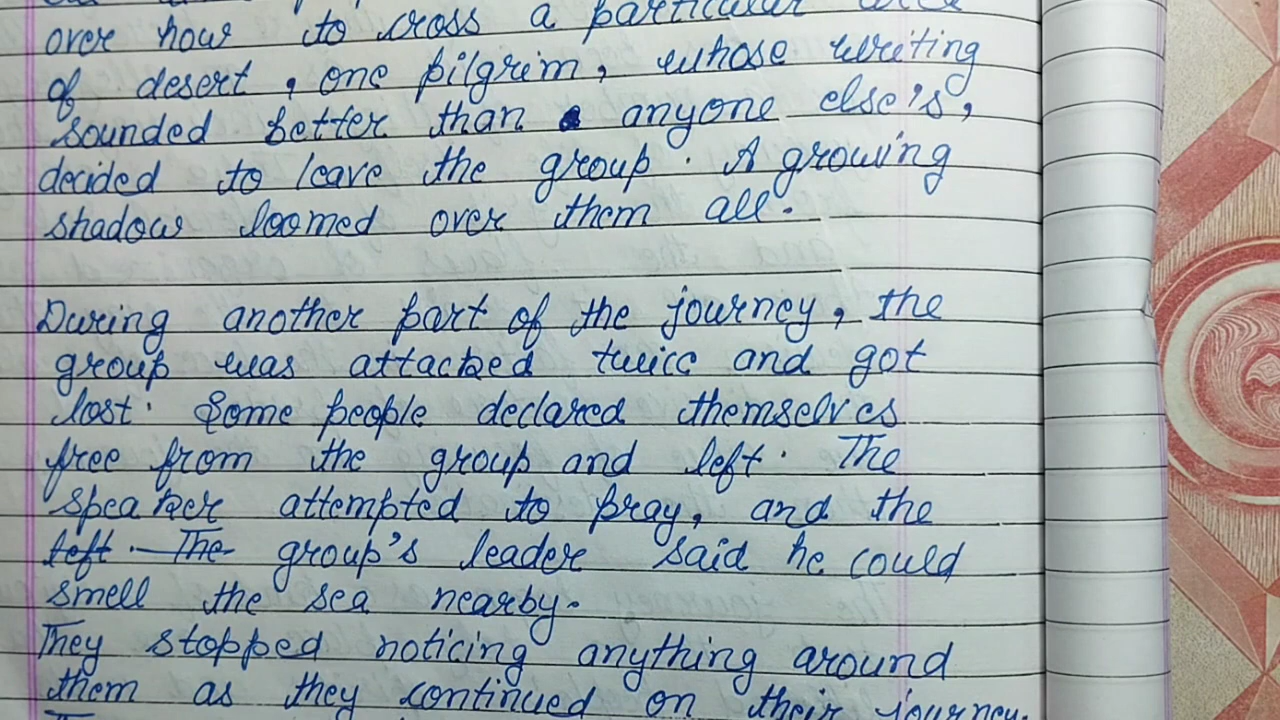 over how to cross a particular
of desert, one pilgrim, whose writing
sounded better than anyone else's,
decided to leave the group. A growing
shadow loomed over them all.
During another part of the journey, the
group was attacked twice and got
lost. Some people declared themselves
free from the group and left. The
speaker attempted to pray, and the
left. The group's leader said he could
smell the sea nearby.
They stopped noticing anything around
them as they continued on their journey.